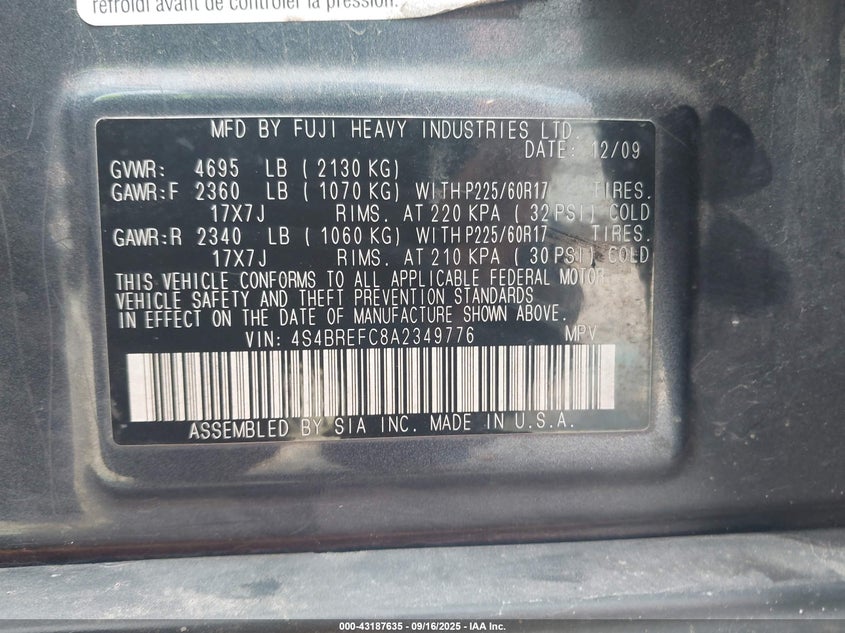 refroidi avant de contrôler la pression.
MFD BY FUJI HEAVY INDUSTRIES LTD.
DATE: 12/09
GVWR: 4695 LB ( 2130 KG)
GAWR:F 2360 LB ( 1070 KG) WITH P225/60R17 TIRES.
17X7J RIMS. AT 220 KPA ( 32 PSI) COLD
GAWR:R 2340 LB ( 1060 KG) WITH P225/60R17 TIRES.
17X7J RIMS. AT 210 KPA ( 30 PSI) COLD
THIS VEHICLE CONFORMS TO ALL APPLICABLE FEDERAL MOTOR
VEHICLE SAFETY AND THEFT PREVENTION STANDARDS
IN EFFECT ON THE DATE OF MANUFACTURE SHOWN ABOVE.
VIN: 4S4BREFC8A2349776 MPV
ASSEMBLED BY SIA INC. MADE IN U.S.A.
000-43187635 - 09/16/2025 - IAA Inc.